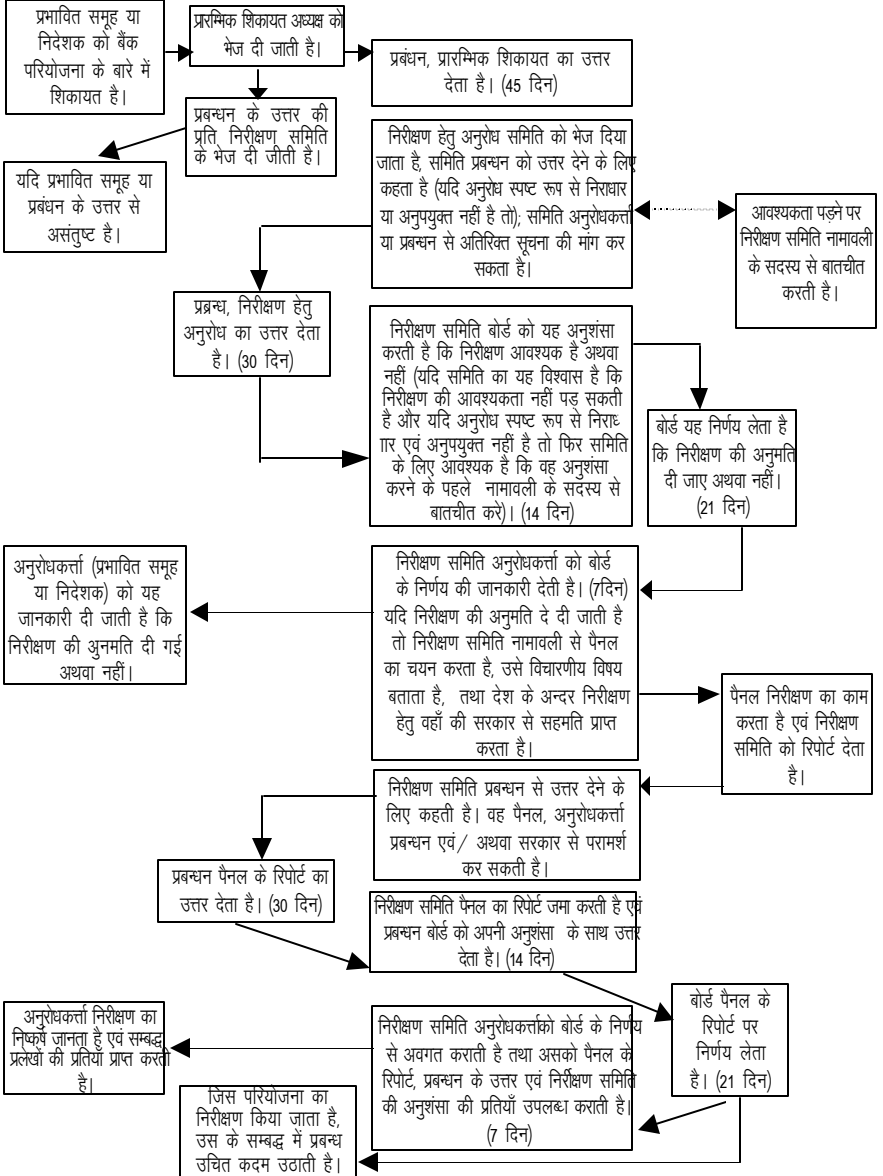 प्रभावित समूह या
निदेशक को बैंक
परियोजना के बारे में
शिकायत है।
प्रारम्भिक शिकायत अध्यक्ष को
भेज दी जाती है।
प्रबंधन, प्रारम्भिक शिकायत का उत्तर
देता है। (45 दिन)
प्रबन्धन के उत्तर की
प्रति निरीक्षण समिति
के भेज दी जीती है।
यदि प्रभावित समूह या
प्रबंधन के उत्तर से
असंतुष्ट है।
निरीक्षण हेतु अनुरोध समिति को भेज दिया
जाता है, समिति प्रबन्धन को उत्तर देने के लिए
कहता है (यदि अनुरोध स्पष्ट रूप से निराधार
या अनुपयुक्त नहीं है तो); समिति अनुरोधकर्त्ता
या प्रबन्धन से अतिरिक्त सूचना की मांग कर
सकता है।
आवश्यकता पड़ने पर
निरीक्षण समिति नामावली
के सदस्य से बातचीत
करती है।
प्रब्रन्ध, निरीक्षण हेतु
अनुरोध का उत्तर देता
है। (30 दिन)
निरीक्षण समिति बोर्ड को यह अनुशंसा
करती है कि निरीक्षण आवश्यक है अथवा
नहीं (यदि समिति का यह विश्वास है कि
निरीक्षण की आवश्यकता नहीं पड़ सकती
है और यदि अनुरोध स्पष्ट रूप से निराध
ार एवं अनुपयुक्त नहीं है तो फिर समिति
के लिए आवश्यक है कि वह अनुशंसा
करने के पहले नामावली के सदस्य से
बातचीत करे)। (14 दिन)
बोर्ड यह निर्णय लेता है
कि निरीक्षण की अनुमति
दी जाए अथवा नहीं।
(21 दिन)
अनुरोधकर्त्ता (प्रभावित समूह
या निदेशक) को यह
जानकारी दी जाती है कि
निरीक्षण की अुनमति दी गई
अथवा नहीं।
निरीक्षण समिति अनुरोधकर्त्ता को बोर्ड
के निर्णय की जानकारी देती है। (7दिन)
यदि निरीक्षण की अनुमति दे दी जाती है
तो निरीक्षण समिति नामावली से पैनल
का चयन करता है, उसे विचारणीय विषय
बताता है, तथा देश के अन्दर निरीक्षण
हेतु वहाँ की सरकार से सहमति प्राप्त
करता है।
पैनल निरीक्षण का काम
करता है एवं निरीक्षण
समिति को रिपोर्ट देता
है।
निरीक्षण समिति प्रबन्धन से उत्तर देने के
लिए कहती है। वह पैनल, अनुरोधकर्त्ता
प्रबन्धन एवं/ अथवा सरकार से परामर्श
कर सकती है।
प्रबन्धन पैनल के रिपोर्ट का
उत्तर देता है। (30 दिन)
निरीक्षण समिति पैनल का रिपोर्ट जमा करती है एवं
प्रबन्धन बोर्ड को अपनी अनुशंसा के साथ उत्तर
देता है। (14 दिन)
बोर्ड पैनल के
रिपोर्ट पर
निर्णय लेता
है। (21 दिन)
अनुरोधकर्त्ता निरीक्षण का
निष्कर्ष जानता है एवं सम्बद्ध
प्रलेखों की प्रतियाँ प्राप्त करती
है।
निरीक्षण समिति अनुरोधकर्त्ताको बोर्ड के निर्णय
से अवगत कराती है तथा असको पैनल के
रिपोर्ट, प्रबन्धन के उत्तर एवं निर्रीक्षण समिति
की अनुशंसा की प्रतियाँ उपलब्ध कराती है।
(7 दिन)
जिस परियोजना का
निरीक्षण किया जाता है,
उस के सम्बद्ध में प्रबन्ध
उचित कदम उठाती है।